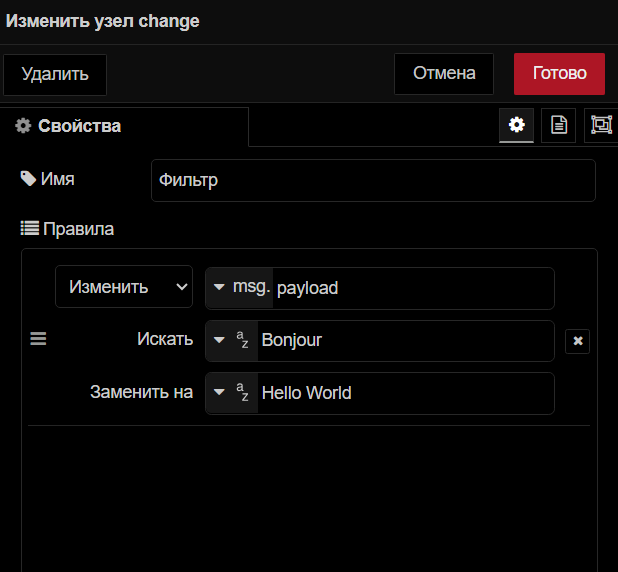 Изменить узел change
Удалить
Отмена
Готово
Свойства
Имя
Фильтр
Правила
Изменить
msg. payload
Искать
a z Bonjour
Заменить на
a z Hello World